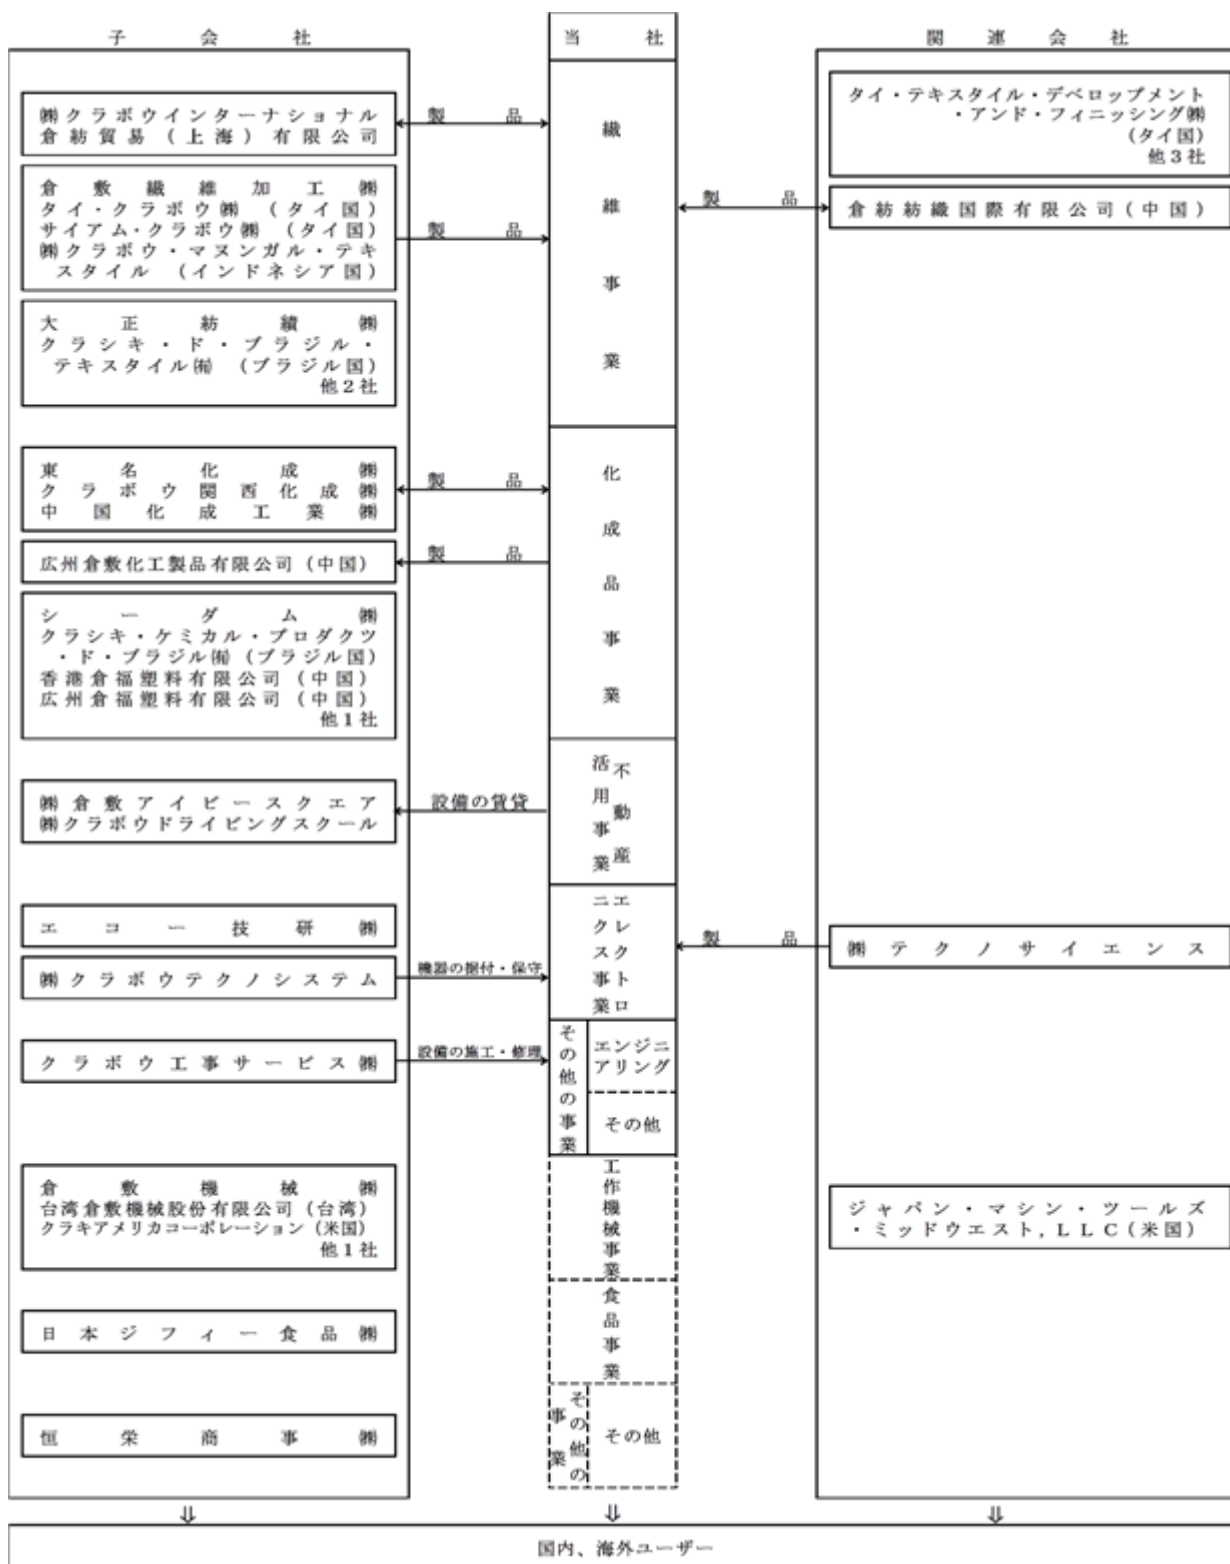 子会社
㈱クラボウインターナショナル
倉紡貿易（上海）有限公司
製品
倉敷繊維加工㈱
タイ・クラボウ㈱（タイ国）
サイアム・クラボウ㈱（タイ国）
㈱クラボウ・マヌンガル・テキ
スタイル（インドネシア国）
製品
大正紡績㈱
クラシキ・ド・ブラジル・
テキスタイル㈲（ブラジル国）
他2社
東名化成㈱
クラボウ関西化成㈱
中国化成工業㈱
製品
広州倉敷化工製品有限公司（中国）
製品
シーダム㈱
クラシキ・ケミカル・プロダクツ
・ド・ブラジル㈲（ブラジル国）
香港倉福塑料有限公司（中国）
広州倉福塑料有限公司（中国）
他1社
㈱倉敷アイビースクエア
㈱クラボウドライビングスクール
設備の賃貸
エコー技研㈱
㈱クラボウテクノシステム
機器の据付・保守
クラボウ工事サービス㈱
設備の施工・修理
倉敷機械㈱
台湾倉敷機械股份有限公司（台湾）
クラキアメリカコーポレーション（米国）
他1社
日本ジフィー食品㈱
恒栄商事㈱
当社
繊維事業
化成品事業
不動産
活用事業
エレクトロ
ニクス事業
その他の事業
エンジニ
アリング
その他
工作機械事業
食品事業
その他の
事業
その他
関連会社
タイ・テキスタイル・デベロップメント
・アンド・フィニッシング㈱
（タイ国）
他3社
製品
倉紡紡織国際有限公司（中国）
製品
㈱テクノサイエンス
ジャパン・マシン・ツールズ
・ミッドウエスト,LLC（米国）
⇓
⇓
⇓
国内、海外ユーザー